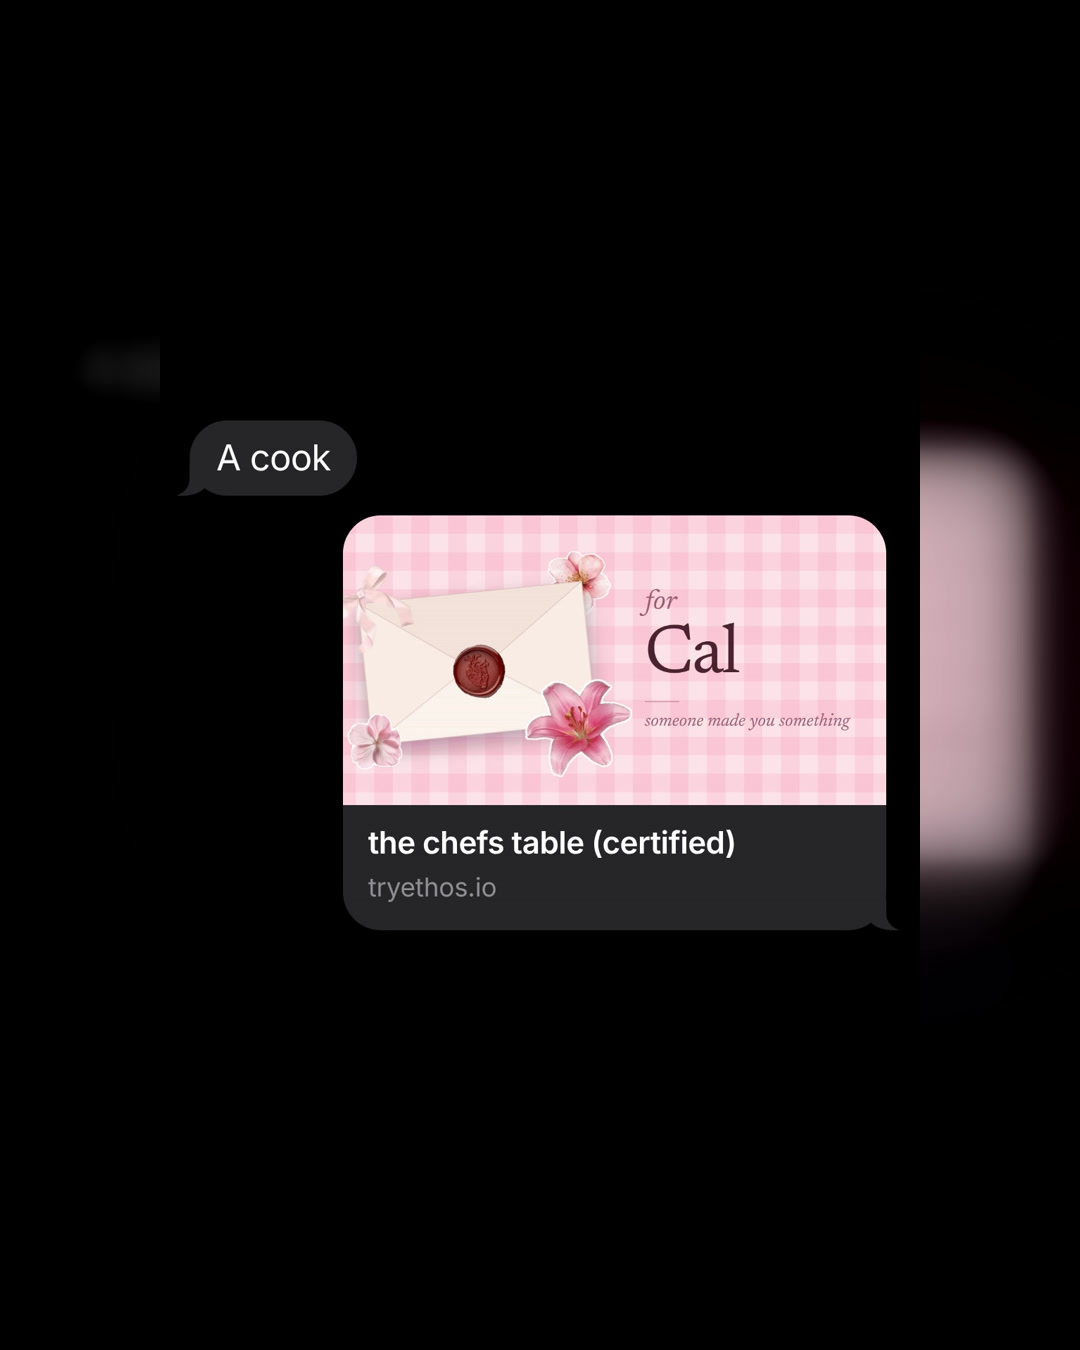 A cook
for
Cal
someone made you something
the chefs table (certified)
tryethos.io